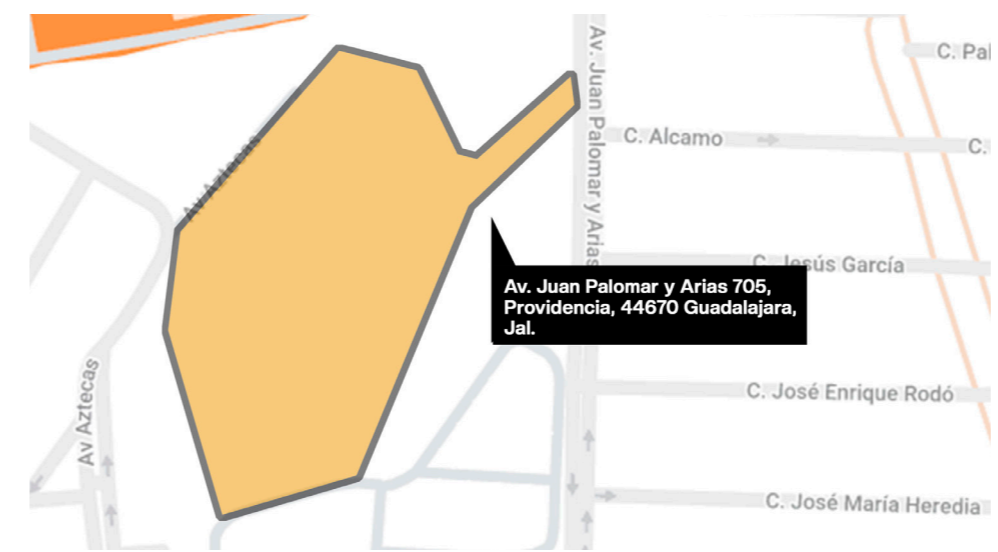 C. Pal
Av. Juan Palomar y Arias
C. Alcamo
C.
Av Aztecas
C. Jesús García
Av. Juan Palomar y Arias 705,
Providencia, 44670 Guadalajara,
Jal.
Av Aztecas
C. José Enrique Rodó
C. José María Heredia